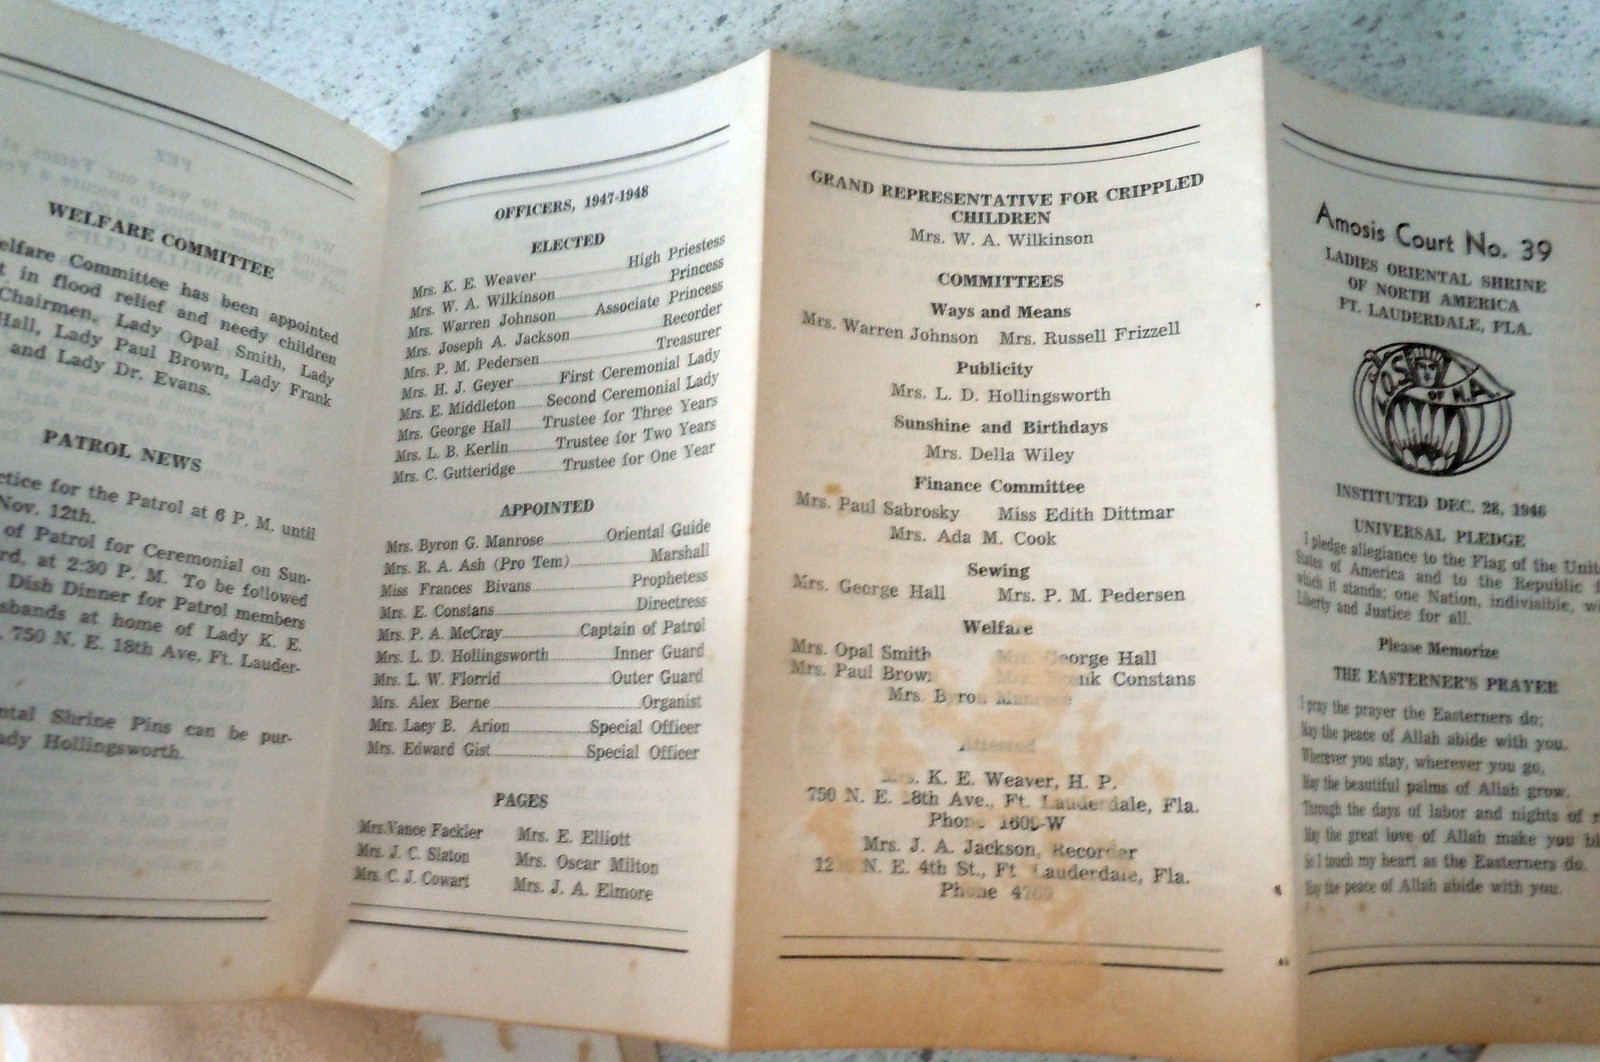 WELFARE COMMITTEE
elfare Committee has been appointed
t in flood relief and needy children
Chairmen, Lady Opal Smith, Lady
Hall, Lady Paul Brown, Lady Frank
and Lady Dr. Evans.
PATROL NEWS
ctice for the Patrol at 6 P. M. until
Nov. 12th.
of Patrol for Ceremonial on Sun-
rd, at 2:30 P. M. To be followed
Dish Dinner for Patrol members
sbands at home of Lady K. E.
, 750 N. E. 18th Ave, Ft. Lauder-
ntal Shrine Pins can be pur-
ady Hollingsworth.
OFFICERS, 1947-1948
ELECTED
Mrs. K. E. Weaver High Priestess
Mrs. W. A. Wilkinson Princess
Mrs. Warren Johnson Associate Princess
Mrs. Joseph A. Jackson Recorder
Mrs. P. M. Pedersen Treasurer
Mrs. H. J. Geyer First Ceremonial Lady
Mrs. E. Middleton Second Ceremonial Lady
Mrs. George Hall Trustee for Three Years
Mrs. L. B. Kerlin Trustee for Two Years
Mrs. C. Gutteridge Trustee for One Year
APPOINTED
Mrs. Byron G. Manrose Oriental Guide
Mrs. R. A. Ash (Pro Tem) Marshall
Miss Frances Bivans Prophetess
Mrs. E. Constans Directress
Mrs. P. A. McCray Captain of Patrol
Mrs. L. D. Hollingsworth Inner Guard
Mrs. L. W. Florrid Outer Guard
Mrs. Alex Berne Organist
Mrs. Lacy B. Arion Special Officer
Mrs. Edward Gist Special Officer
PAGES
Mrs. Vance Fackler Mrs. E. Elliott
Mrs. J. C. Slaton Mrs. Oscar Milton
Mrs. C. J. Cowart Mrs. J. A. Elmore
GRAND REPRESENTATIVE FOR CRIPPLED
CHILDREN
Mrs. W. A. Wilkinson
COMMITTEES
Ways and Means
Mrs. Warren Johnson Mrs. Russell Frizzell
Publicity
Mrs. L. D. Hollingsworth
Sunshine and Birthdays
Mrs. Della Wiley
Finance Committee
Mrs. Paul Sabrosky Miss Edith Dittmar
Mrs. Ada M. Cook
Sewing
Mrs. George Hall Mrs. P. M. Pedersen
Welfare
Mrs. Opal Smith Mrs. George Hall
Mrs. Paul Brown Mrs. Frank Constans
Mrs. Byron Manrose
Attested
Mrs. K. E. Weaver, H. P.
750 N. E. 18th Ave., Ft. Lauderdale, Fla.
Phone 1609-W
Mrs. J. A. Jackson, Recorder
12 N. E. 4th St., Ft. Lauderdale, Fla.
Phone
Amosis Court No. 39
LADIES ORIENTAL SHRINE
OF NORTH AMERICA
FT. LAUDERDALE, FLA.
L.O.S.
OF N.A.
INSTITUTED DEC. 28, 1946
UNIVERSAL PLEDGE
I pledge allegiance to the Flag of the Unit
States of America and to the Republic f
which it stands; one Nation, indivisible, wi
Liberty and Justice for all.
Please Memorize
THE EASTERNER'S PRAYER
I pray the prayer the Easterners do;
May the peace of Allah abide with you.
Wherever you stay, wherever you go,
May the beautiful palms of Allah grow.
Through the days of labor and nights of r
May the great love of Allah make you bl
So I touch my heart as the Easterners do.
May the peace of Allah abide with you.